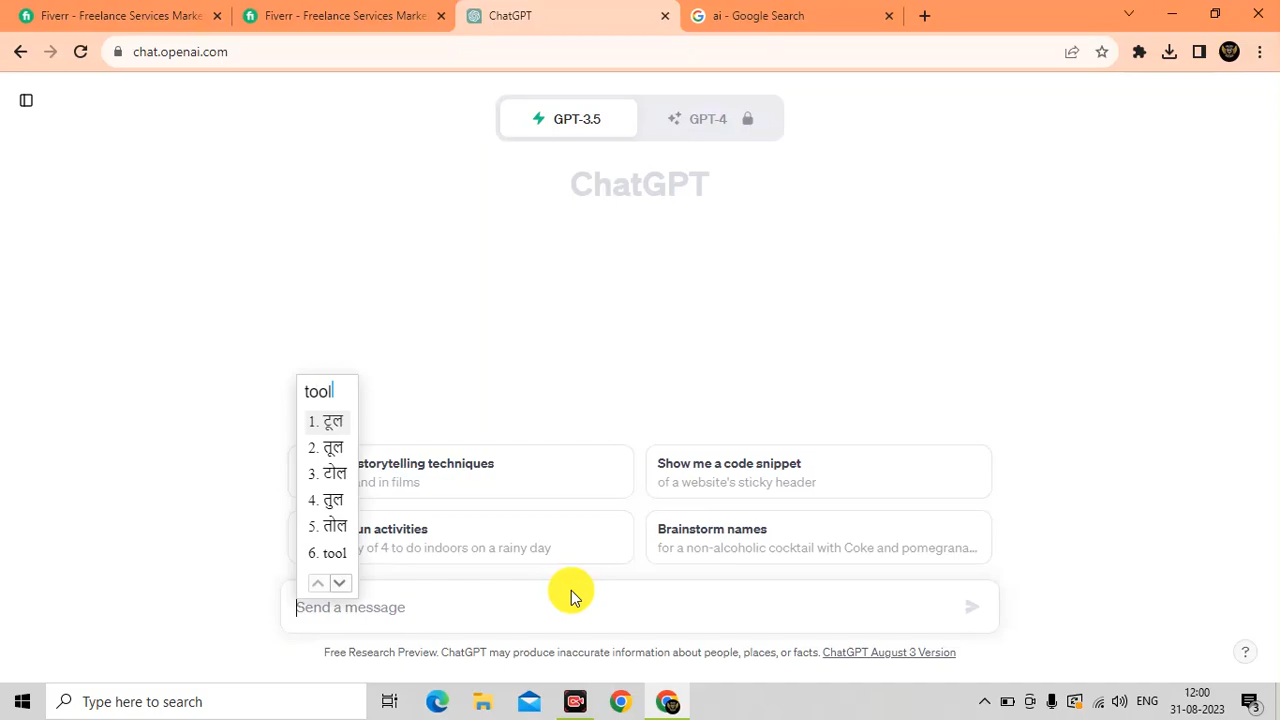 Fiverr - Freelance Services Marke
Fiverr - Freelance Services Marke
ChatGPT
ai - Google Search
chat.openai.com
GPT-3.5
GPT-4
ChatGPT
tool
1. टूल
2. तूल
3. टोल
4. तुल
5. तोल
6. tool
storytelling techniques
and in films
Show me a code snippet
of a website's sticky header
un activities
y of 4 to do indoors on a rainy day
Brainstorm names
for a non-alcoholic cocktail with Coke and pomegrana...
Send a message
Free Research Preview. ChatGPT may produce inaccurate information about people, places, or facts. ChatGPT August 3 Version
?
Type here to search
ENG
12:00
31-08-2023
3